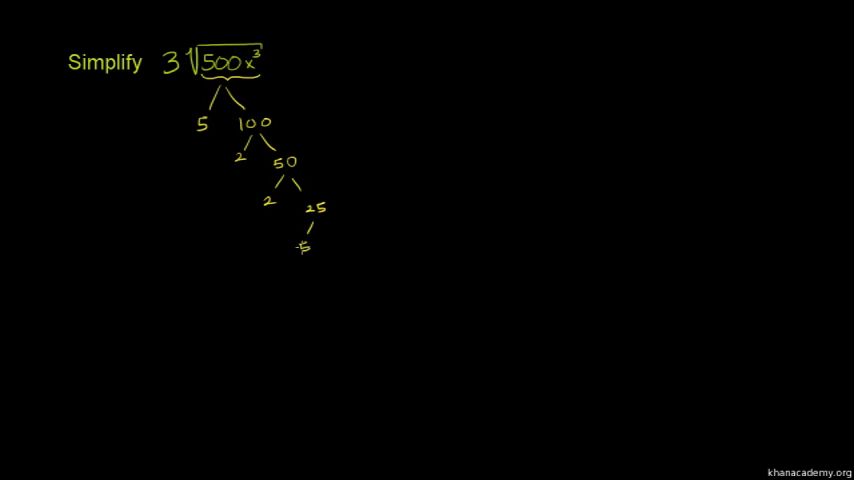 Simplify 3√500x³
5 100
2 50
2 25
5
khanacademy.org